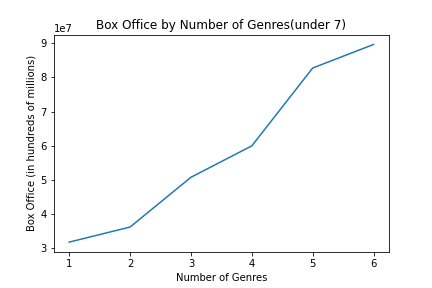 Box Office by Number of Genres(under 7)
1e7
9
8
7
6
5
4
3
Box Office (in hundreds of millions)
1 2 3 4 5 6
Number of Genres